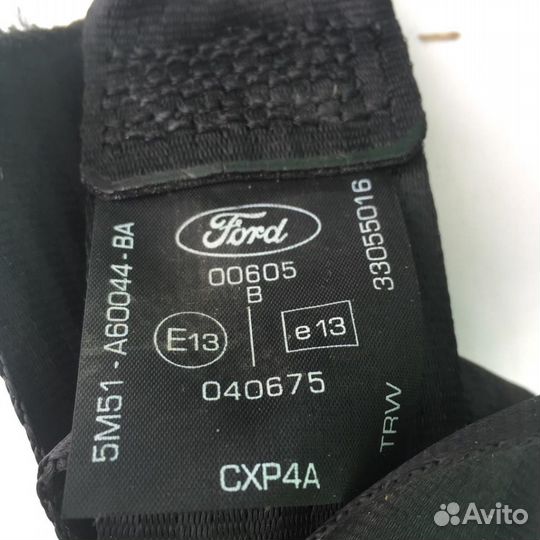 Ford
00605
B
E13
e13
040675
CXP4A
5M51-A60044-BA
33055016
TRW
Avito